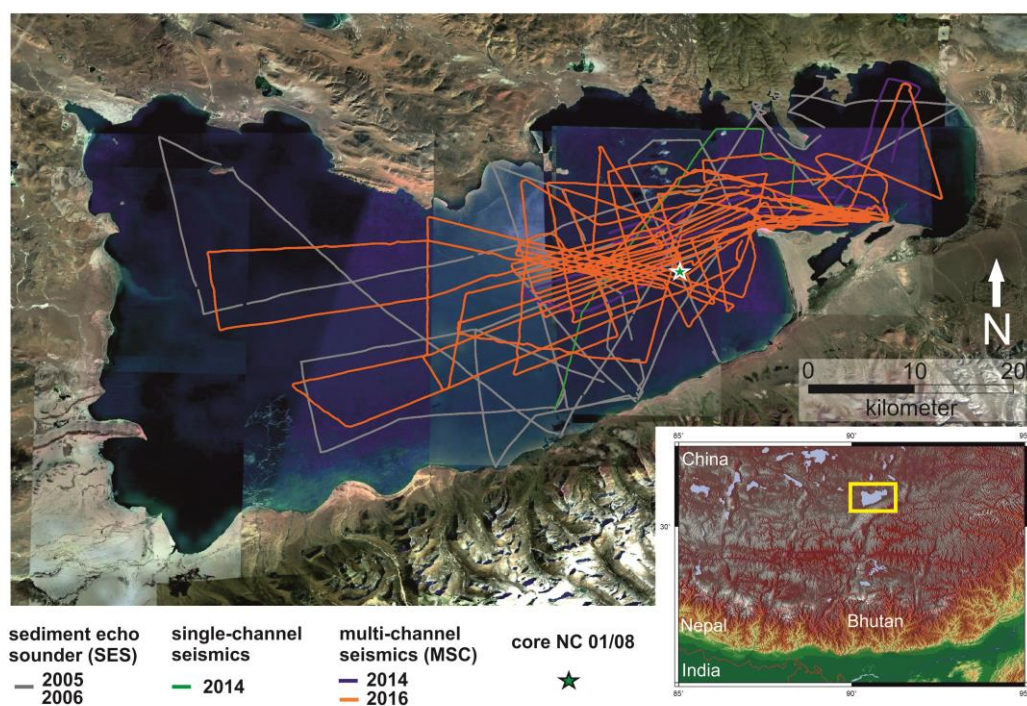 N
0 10 20
kilometer
85' 90' 95
China
30'
Nepal
Bhutan
India
sediment echo
sounder (SES)
2005
2006
single-channel
seismics
2014
multi-channel
seismics (MSC)
2014
2016
core NC 01/08